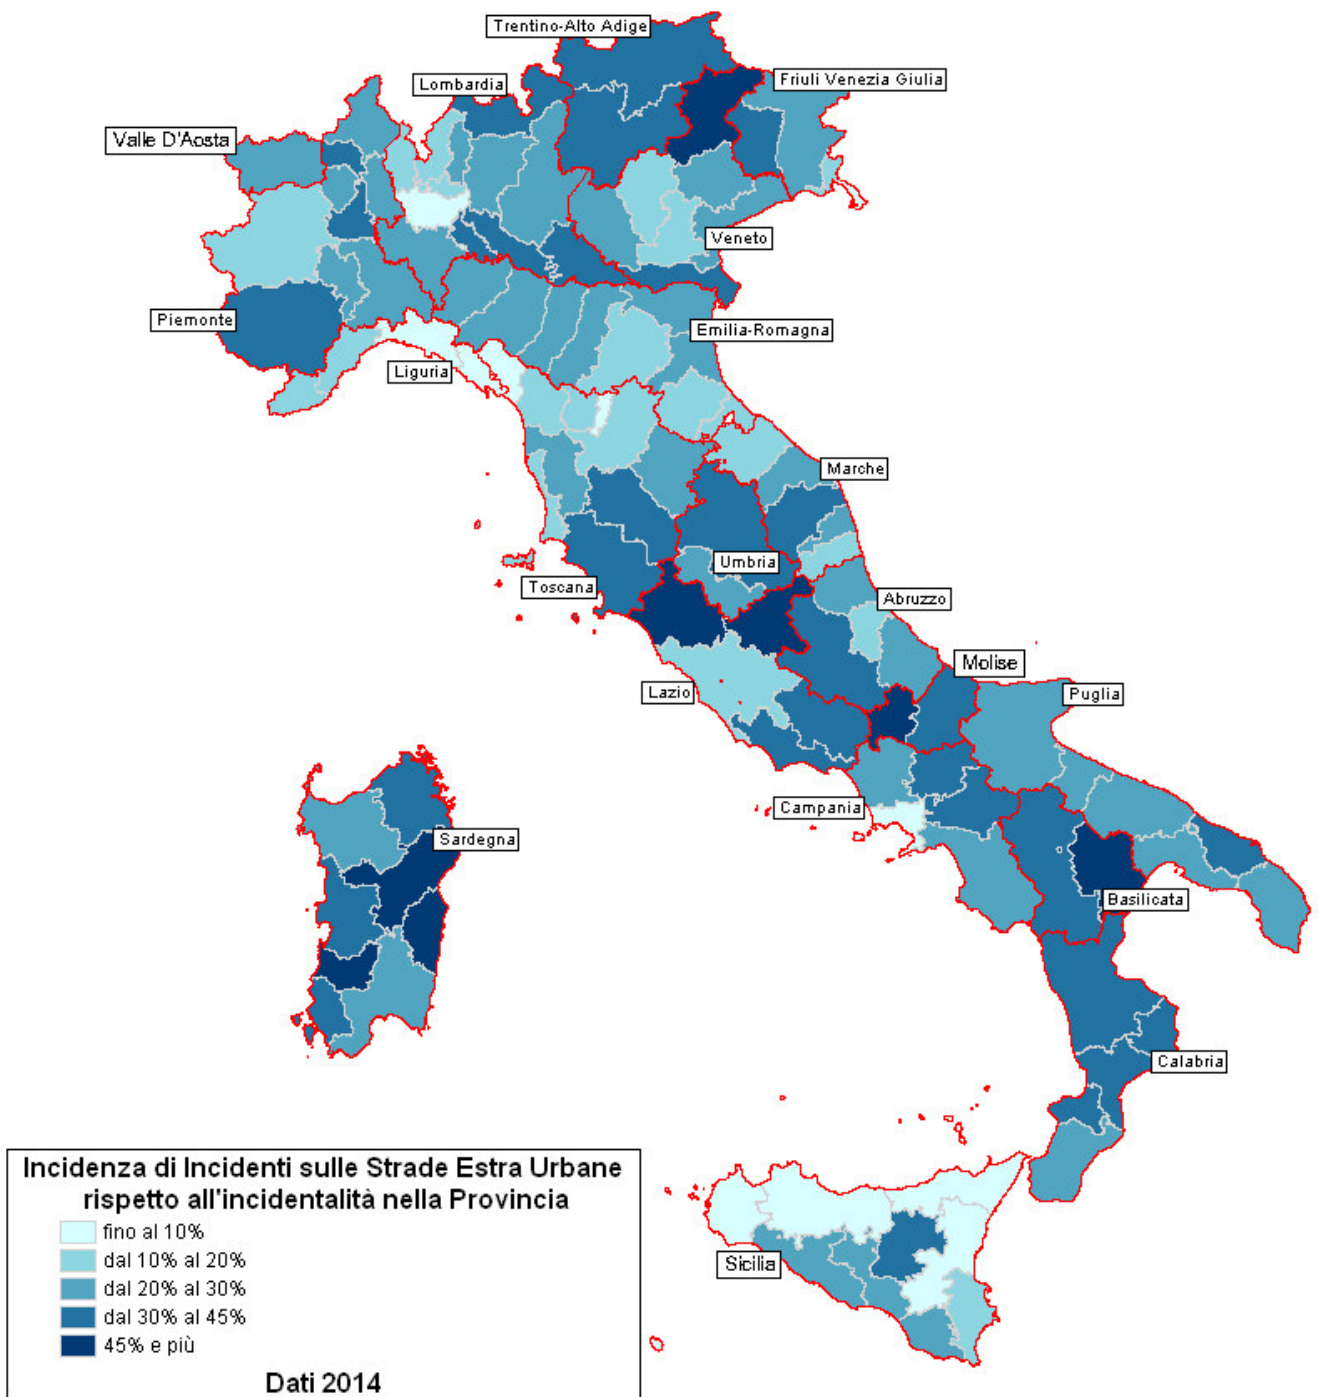 Trentino-Alto Adige
Friuli Venezia Giulia
Lombardia
Valle D'Aosta
Veneto
Piemonte
Emilia-Romagna
Liguria
Marche
Umbria
Toscana
Abruzzo
Molise
Lazio
Puglia
Campania
Sardegna
Basilicata
Calabria
Sicilia
Incidenza di Incidenti sulle Strade Estra Urbane
rispetto all'incidentalità nella Provincia
fino al 10%
dal 10% al 20%
dal 20% al 30%
dal 30% al 45%
45% e più
Dati 2014